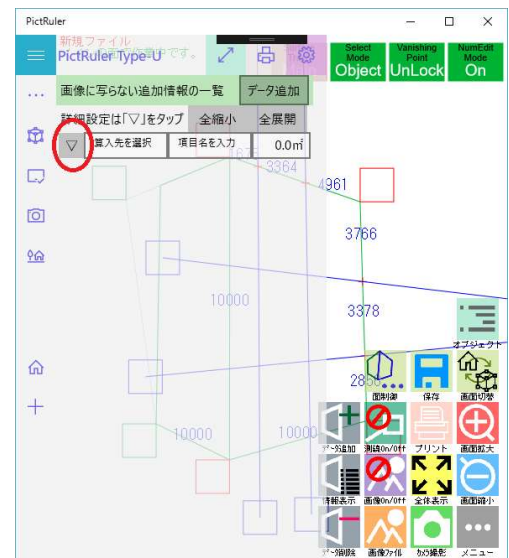 PictRuler
新規ファイル
PictRuler Type-U
です。
Select Mode Object
Vanishing Point UnLock
NumEdit Mode On
画像に写らない追加情報の一覧
データ追加
詳細設定は「▽」をタップ
全縮小
全展開
▽
算入先を選択
項目名を入力
0.0㎡
3364
4961
3766
10000
3378
オブジェクト
面制御
保存
画面切替
10000
10000
データ追加
測線On/Off
プリント
画面拡大
情報表示
画像On/Off
全体表示
画面縮小
データ削除
画像ファイル
カメラ撮影
メニュー